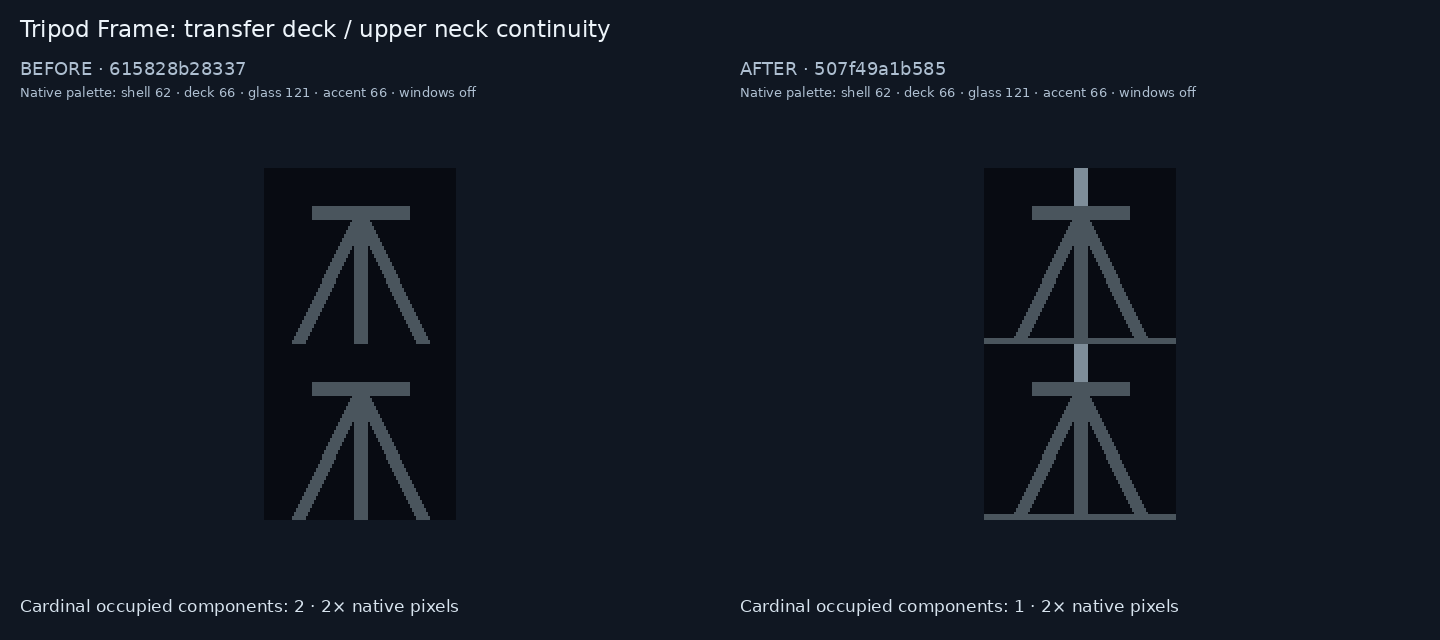 Tripod Frame: transfer deck / upper neck continuity
BEFORE · 615828b28337
Native palette: shell 62 · deck 66 · glass 121 · accent 66 · windows off
AFTER · 507f49a1b585
Native palette: shell 62 · deck 66 · glass 121 · accent 66 · windows off
Cardinal occupied components: 2 · 2× native pixels
Cardinal occupied components: 1 · 2× native pixels